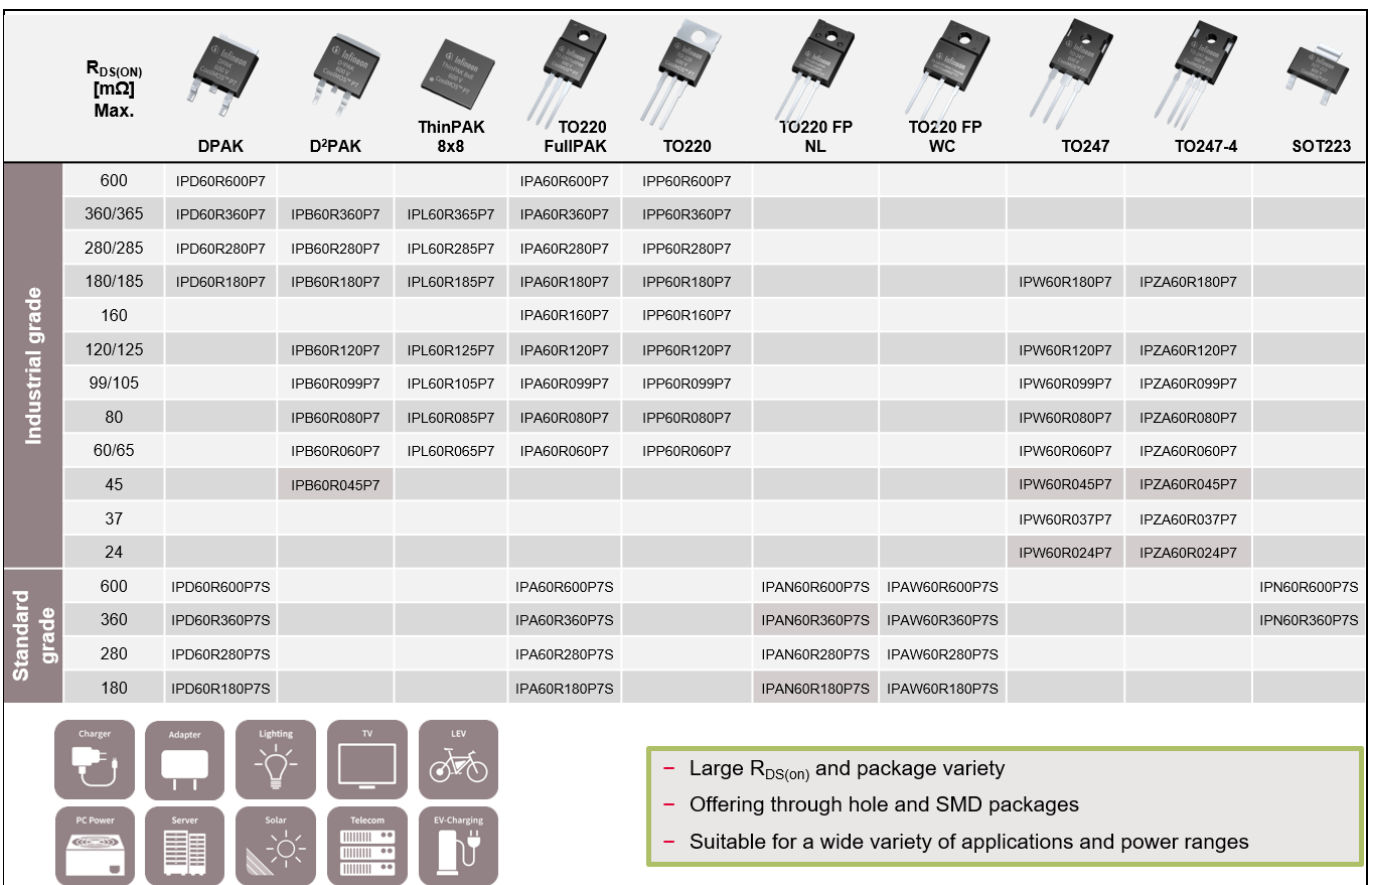 R_DS(ON)
[mΩ]
Max.
DPAK
D²PAK
ThinPAK
8x8
TO220
FullPAK
TO220
TO220 FP
NL
TO220 FP
WC
TO247
TO247-4
SOT223
Industrial grade
600 IPD60R600P7 IPA60R600P7 IPP60R600P7
360/365 IPD60R360P7 IPB60R360P7 IPL60R365P7 IPA60R360P7 IPP60R360P7
280/285 IPD60R280P7 IPB60R280P7 IPL60R285P7 IPA60R280P7 IPP60R280P7
180/185 IPD60R180P7 IPB60R180P7 IPL60R185P7 IPA60R180P7 IPP60R180P7 IPW60R180P7 IPZA60R180P7
160 IPA60R160P7 IPP60R160P7
120/125 IPB60R120P7 IPL60R125P7 IPA60R120P7 IPP60R120P7 IPW60R120P7 IPZA60R120P7
99/105 IPB60R099P7 IPL60R105P7 IPA60R099P7 IPP60R099P7 IPW60R099P7 IPZA60R099P7
80 IPB60R080P7 IPL60R085P7 IPA60R080P7 IPP60R080P7 IPW60R080P7 IPZA60R080P7
60/65 IPB60R060P7 IPL60R065P7 IPA60R060P7 IPP60R060P7 IPW60R060P7 IPZA60R060P7
45 IPB60R045P7 IPW60R045P7 IPZA60R045P7
37 IPW60R037P7 IPZA60R037P7
24 IPW60R024P7 IPZA60R024P7
Standard
grade
600 IPD60R600P7S IPA60R600P7S IPAN60R600P7S IPAW60R600P7S IPN60R600P7S
360 IPD60R360P7S IPA60R360P7S IPAN60R360P7S IPAW60R360P7S IPN60R360P7S
280 IPD60R280P7S IPA60R280P7S IPAN60R280P7S IPAW60R280P7S
180 IPD60R180P7S IPA60R180P7S IPAN60R180P7S IPAW60R180P7S
Charger Adapter Lighting TV LEV
PC Power Server Solar Telecom EV-Charging
– Large R_DS(on) and package variety
– Offering through hole and SMD packages
– Suitable for a wide variety of applications and power ranges